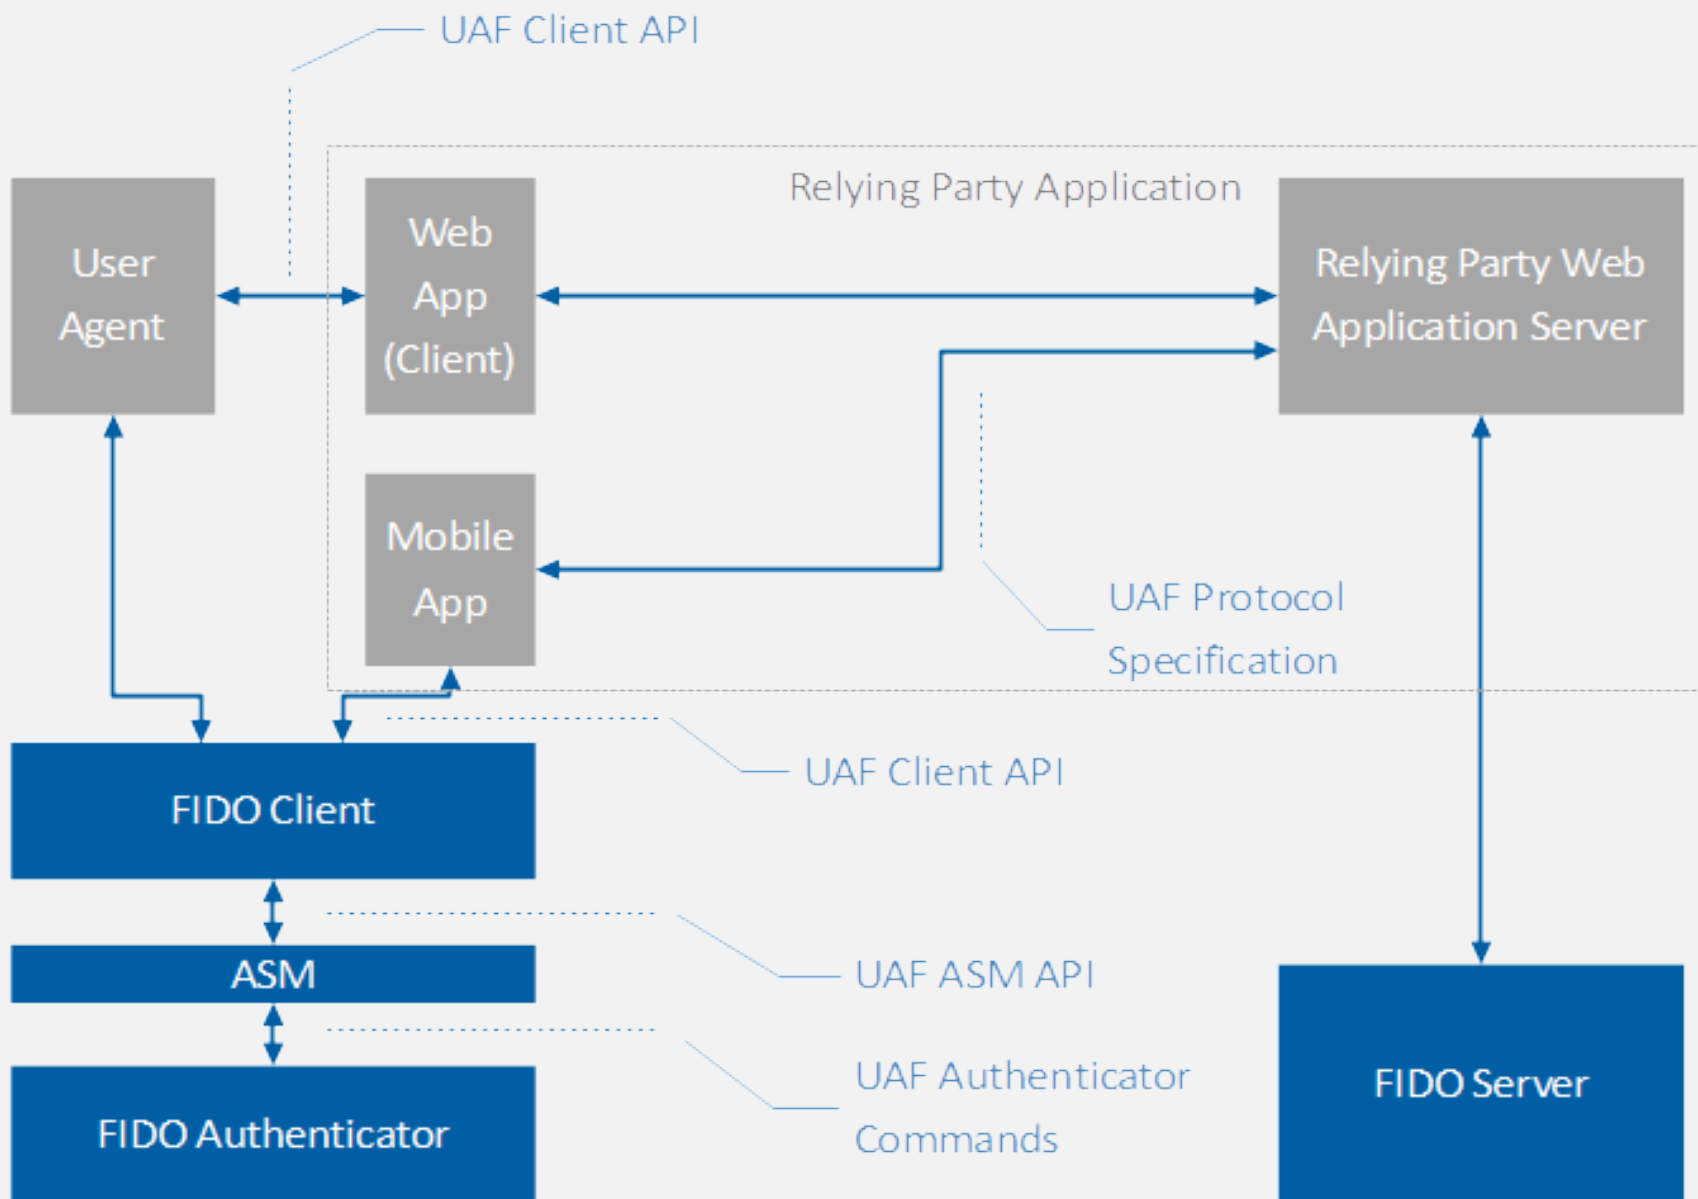 UAF Client API
Relying Party Application
User
Agent
Web
App
(Client)
Relying Party Web
Application Server
Mobile
App
UAF Protocol
Specification
UAF Client API
FIDO Client
ASM
UAF ASM API
FIDO Authenticator
UAF Authenticator
Commands
FIDO Server